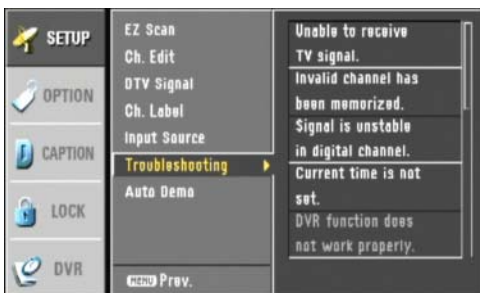 SETUP
OPTION
CAPTION
LOCK
DVR
EZ Scan
Ch. Edit
DTV Signal
Ch. Label
Input Source
Troubleshooting
Auto Demo
MENU Prev.
Unable to receive
TV signal.
Invalid channel has
been memorized.
Signal is unstable
in digital channel.
Current time is not
set.
DVR function does
not work properly.